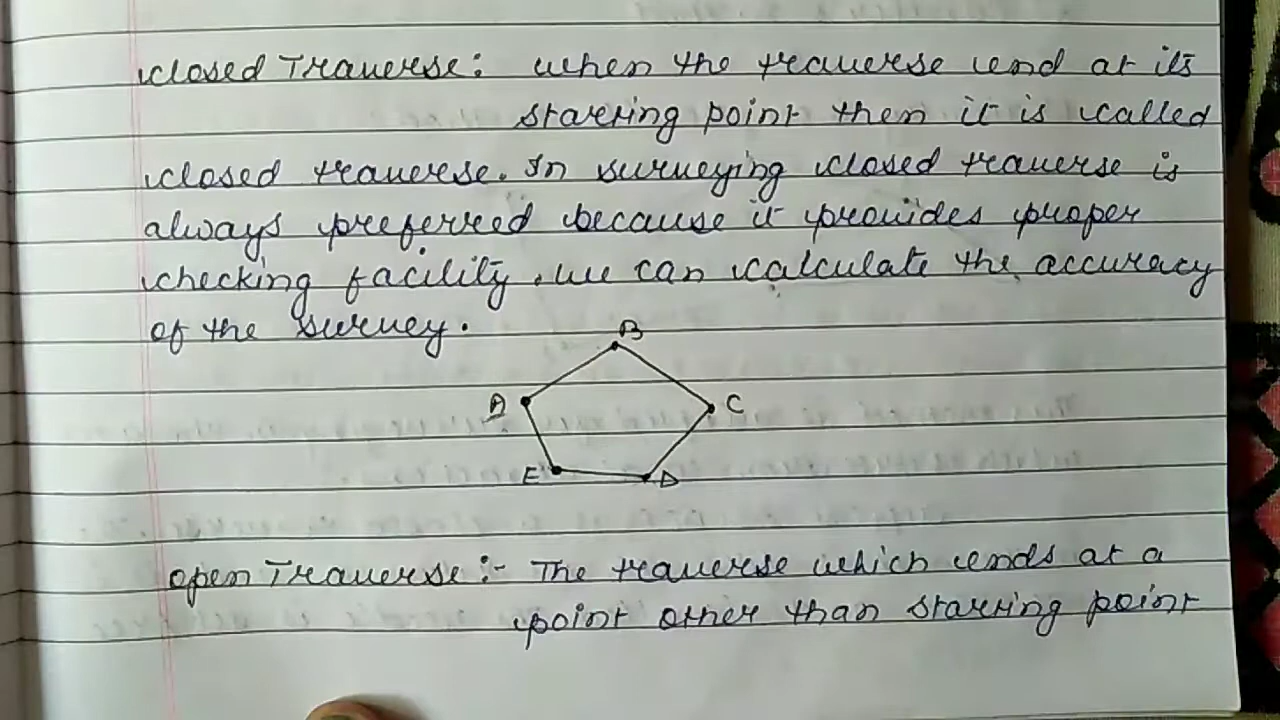 closed Traverse: when the traverse end at its
starting point then it is called
closed traverse. In surveying closed traverse is
always preferred because it provides proper
checking facility. we can calculate the accuracy
of the survey.
B
A
C
E
D
open Traverse:- The traverse which ends at a
point other than starting point